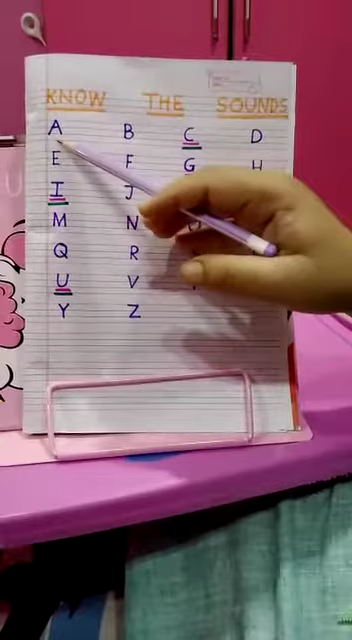 KNOW THE SOUNDS
A B C D
E F G H
I J
M N
Q R
U V
Y Z